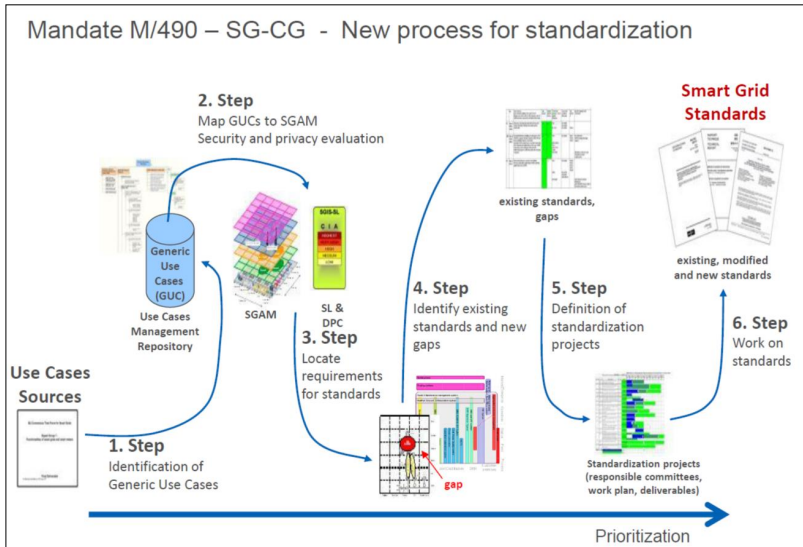 Mandate M/490 – SG-CG - New process for standardization
2. Step
Map GUCs to SGAM
Security and privacy evaluation
Smart Grid
Standards
SGIS-SL
C I A
HIGH
MEDIUM
LOW
existing standards,
gaps
Generic
Use
Cases
(GUC)
Use Cases
Management
Repository
SGAM
SL &
DPC
existing, modified
and new standards
4. Step
Identify existing
standards and new
gaps
5. Step
Definition of
standardization
projects
3. Step
Locate
requirements
for standards
6. Step
Work on
standards
Use Cases
Sources
1. Step
Identification of
Generic Use Cases
gap
Standardization projects
(responsible committees,
work plan, deliverables)
Prioritization